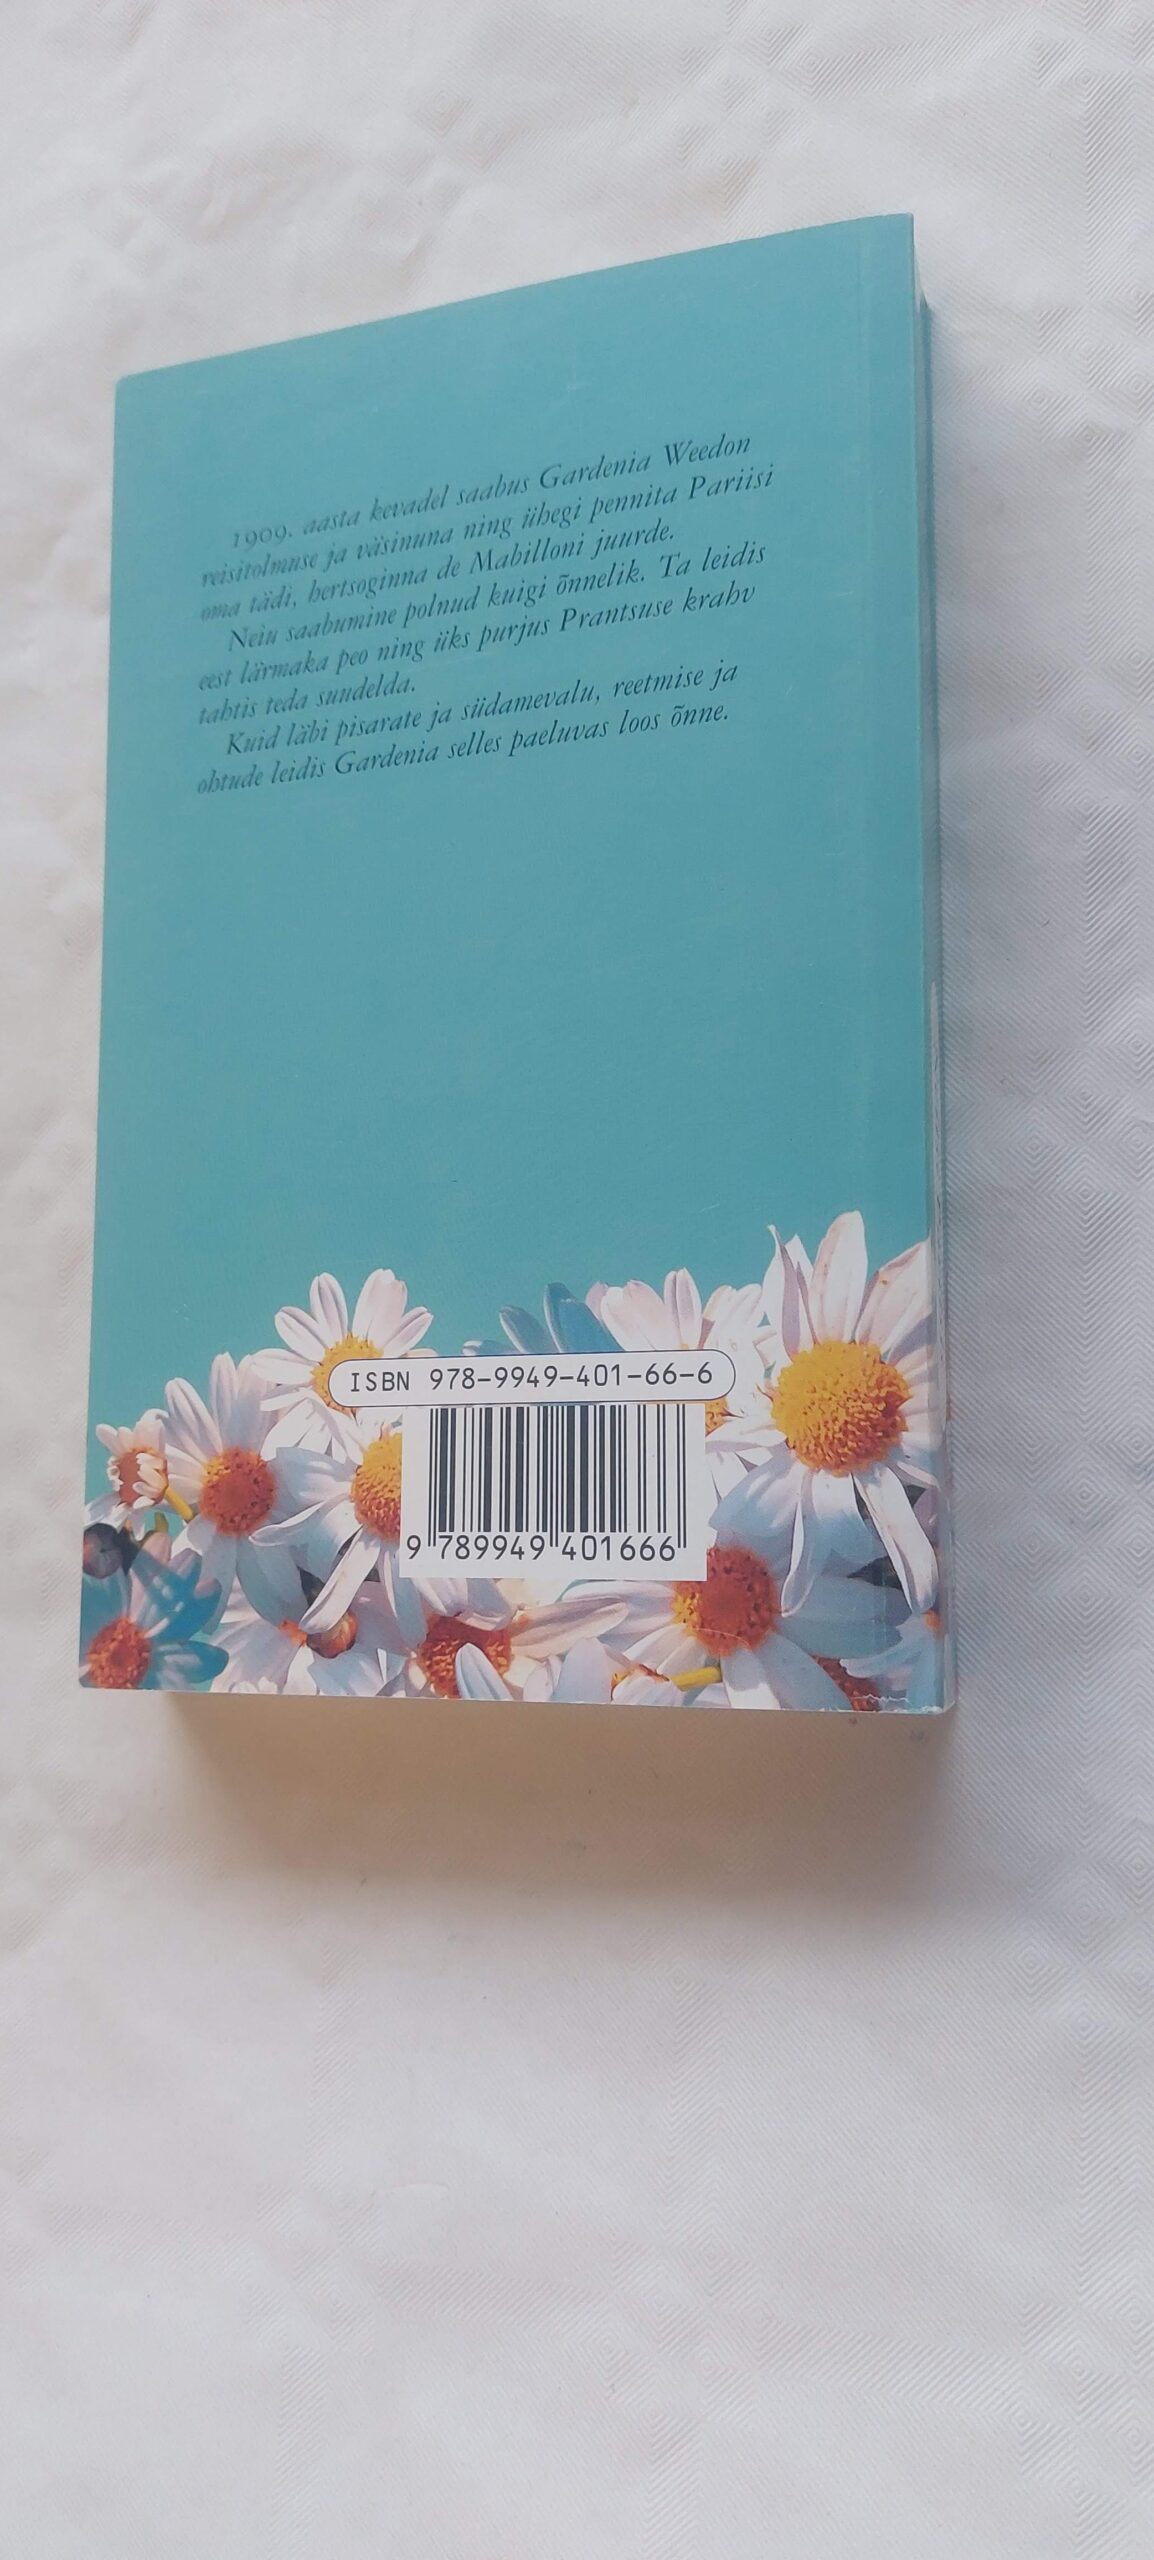 1909. aasta kevadel saabus Gardenia Weedon
reisitolmuse ja väsinuna ning ühegi pennita Pariisi
oma tädi, hertsoginna de Mabilloni juurde.
Neiu saabumine polnud kuigi õnnelik. Ta leidis
eest lärmaka peo ning üks purjus Prantsuse krahv
tahtis teda suudelda.
Kuid läbi pisarate ja südamevalu, reetmise ja
ohtude leidis Gardenia selles paeluvas loos õnne.
ISBN 978-9949-401-66-6
9 789949 401666